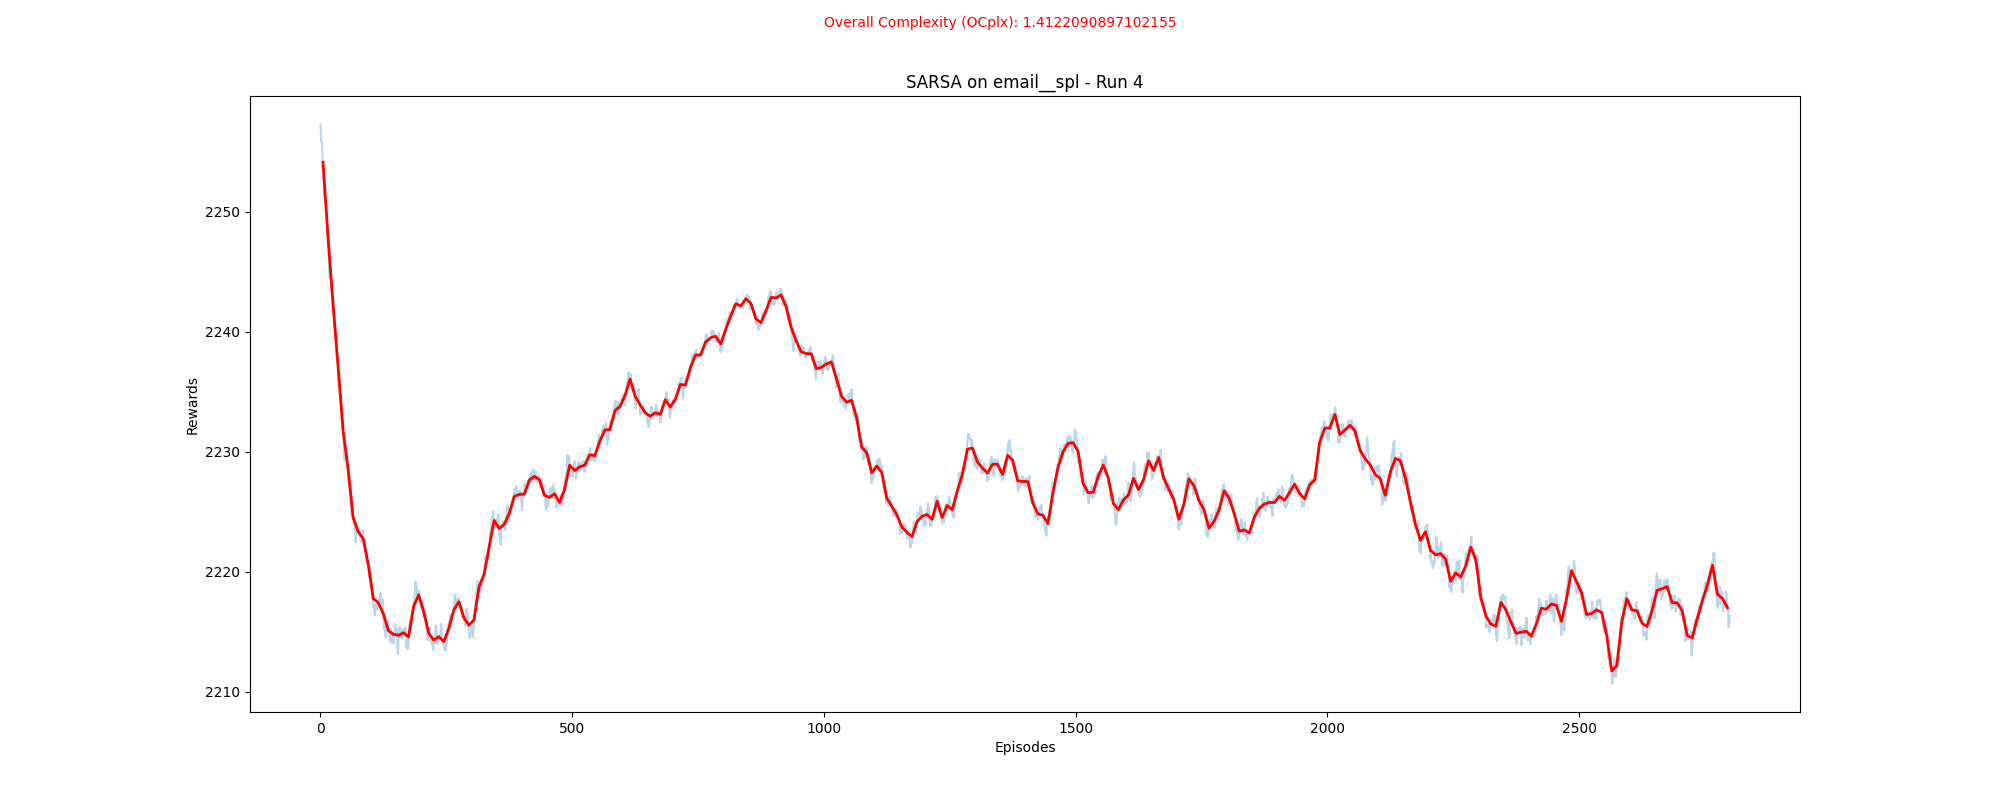 Overall Complexity (OCplx): 1.4122090897102155
SARSA on email__spl - Run 4
Rewards
2250
2240
2230
2220
2210
0 500 1000 1500 2000 2500
Episodes